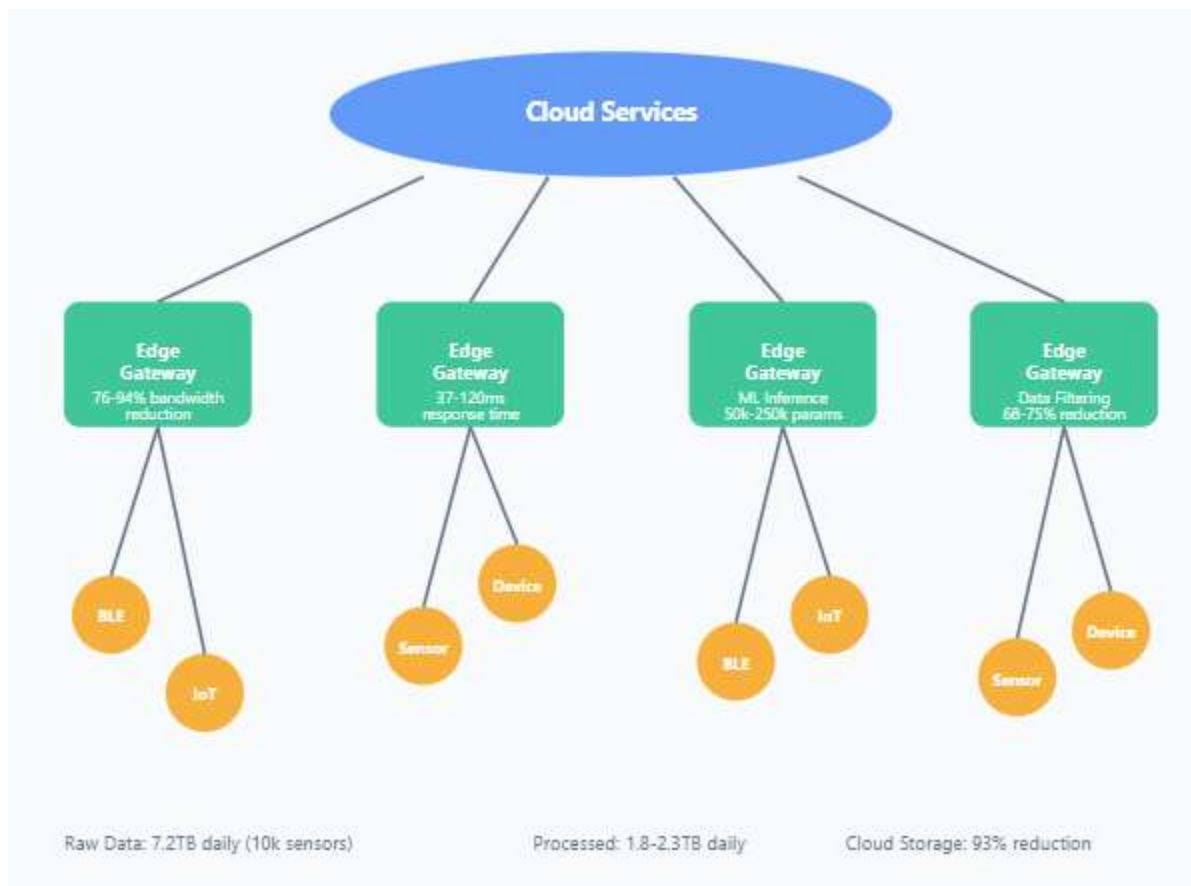 Cloud Services
Edge
Gateway
76-94% bandwidth
reduction
Edge
Gateway
37-120ms
response time
Edge
Gateway
ML Inference
50k-250k params
Edge
Gateway
Data Filtering
68-75% reduction
BLE
IoT
Sensor
Device
BLE
IoT
Sensor
Device
Raw Data: 7.2TB daily (10k sensors)
Processed: 1.8-2.3TB daily
Cloud Storage: 93% reduction